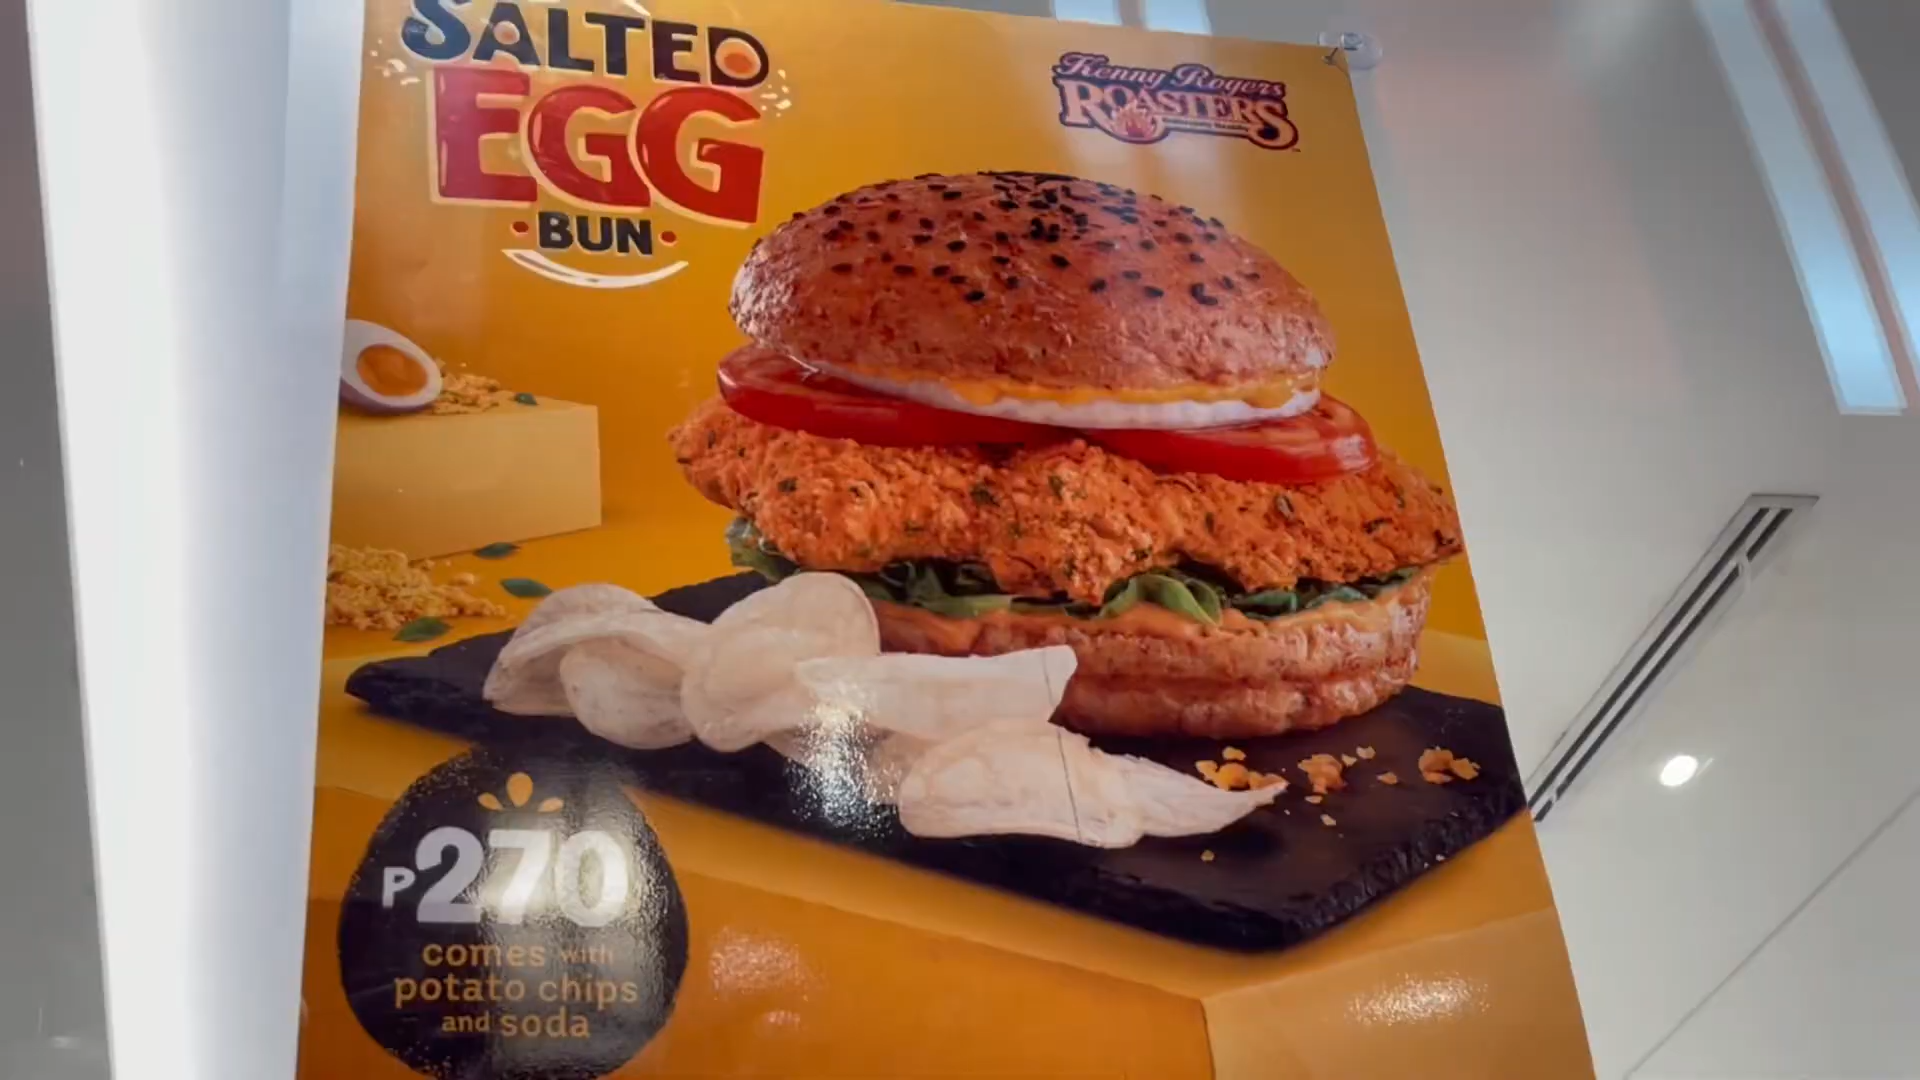 SALTED
EGG
• BUN •
Kenny Rogers
ROASTERS
P270
comes with
potato chips
and soda